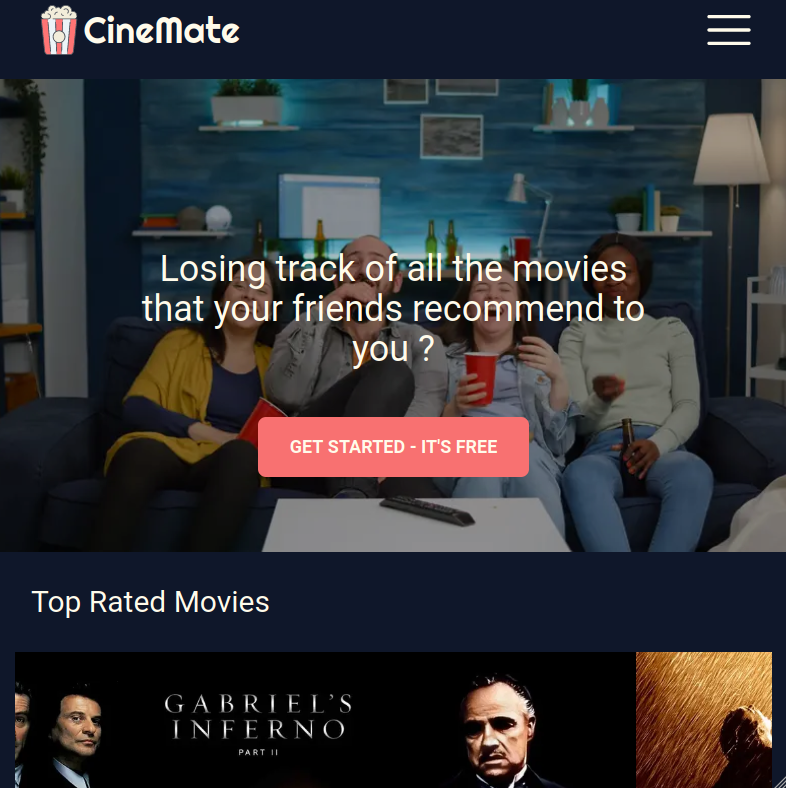 CineMate
Losing track of all the movies
that your friends recommend to
you ?
GET STARTED - IT'S FREE
Top Rated Movies
GABRIEL'S
INFERNO
PART II